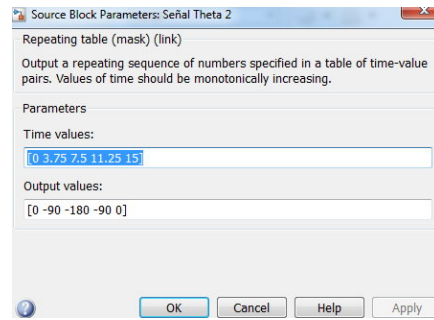 Source Block Parameters: Señal Theta 2
Repeating table (mask) (link)
Output a repeating sequence of numbers specified in a table of time-value
pairs. Values of time should be monotonically increasing.
Parameters
Time values:
[0 3.75 7.5 11.25 15]
Output values:
[0 -90 -180 -90 0]
OK Cancel Help Apply